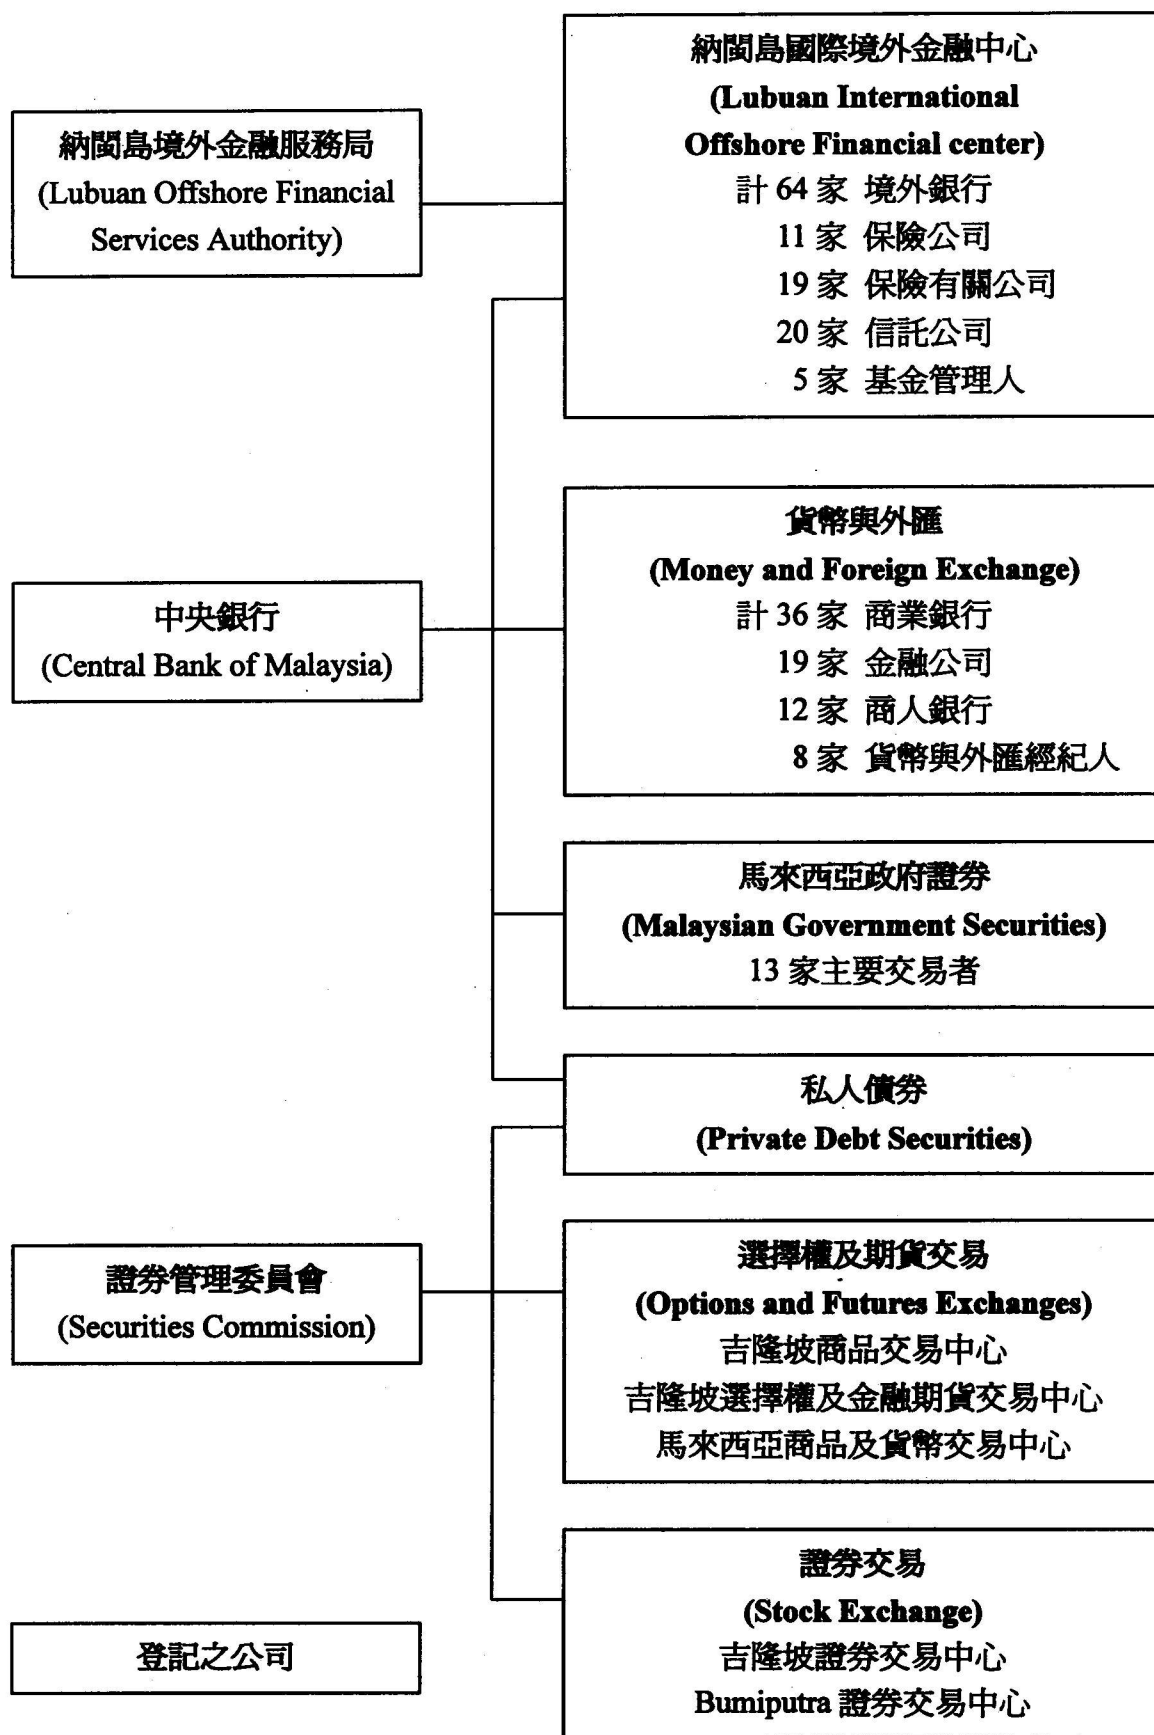 納閩島境外金融服務局
(Lubuan Offshore Financial
Services Authority)
納閩島國際境外金融中心
(Lubuan International
Offshore Financial center)
計 64 家 境外銀行
11 家 保險公司
19 家 保險有關公司
20 家 信託公司
5 家 基金管理人
中央銀行
(Central Bank of Malaysia)
貨幣與外匯
(Money and Foreign Exchange)
計 36 家 商業銀行
19 家 金融公司
12 家 商人銀行
8 家 貨幣與外匯經紀人
馬來西亞政府證券
(Malaysian Government Securities)
13 家主要交易者
私人債券
(Private Debt Securities)
證券管理委員會
(Securities Commission)
選擇權及期貨交易
(Options and Futures Exchanges)
吉隆坡商品交易中心
吉隆坡選擇權及金融期貨交易中心
馬來西亞商品及貨幣交易中心
登記之公司
證券交易
(Stock Exchange)
吉隆坡證券交易中心
Bumiputra 證券交易中心